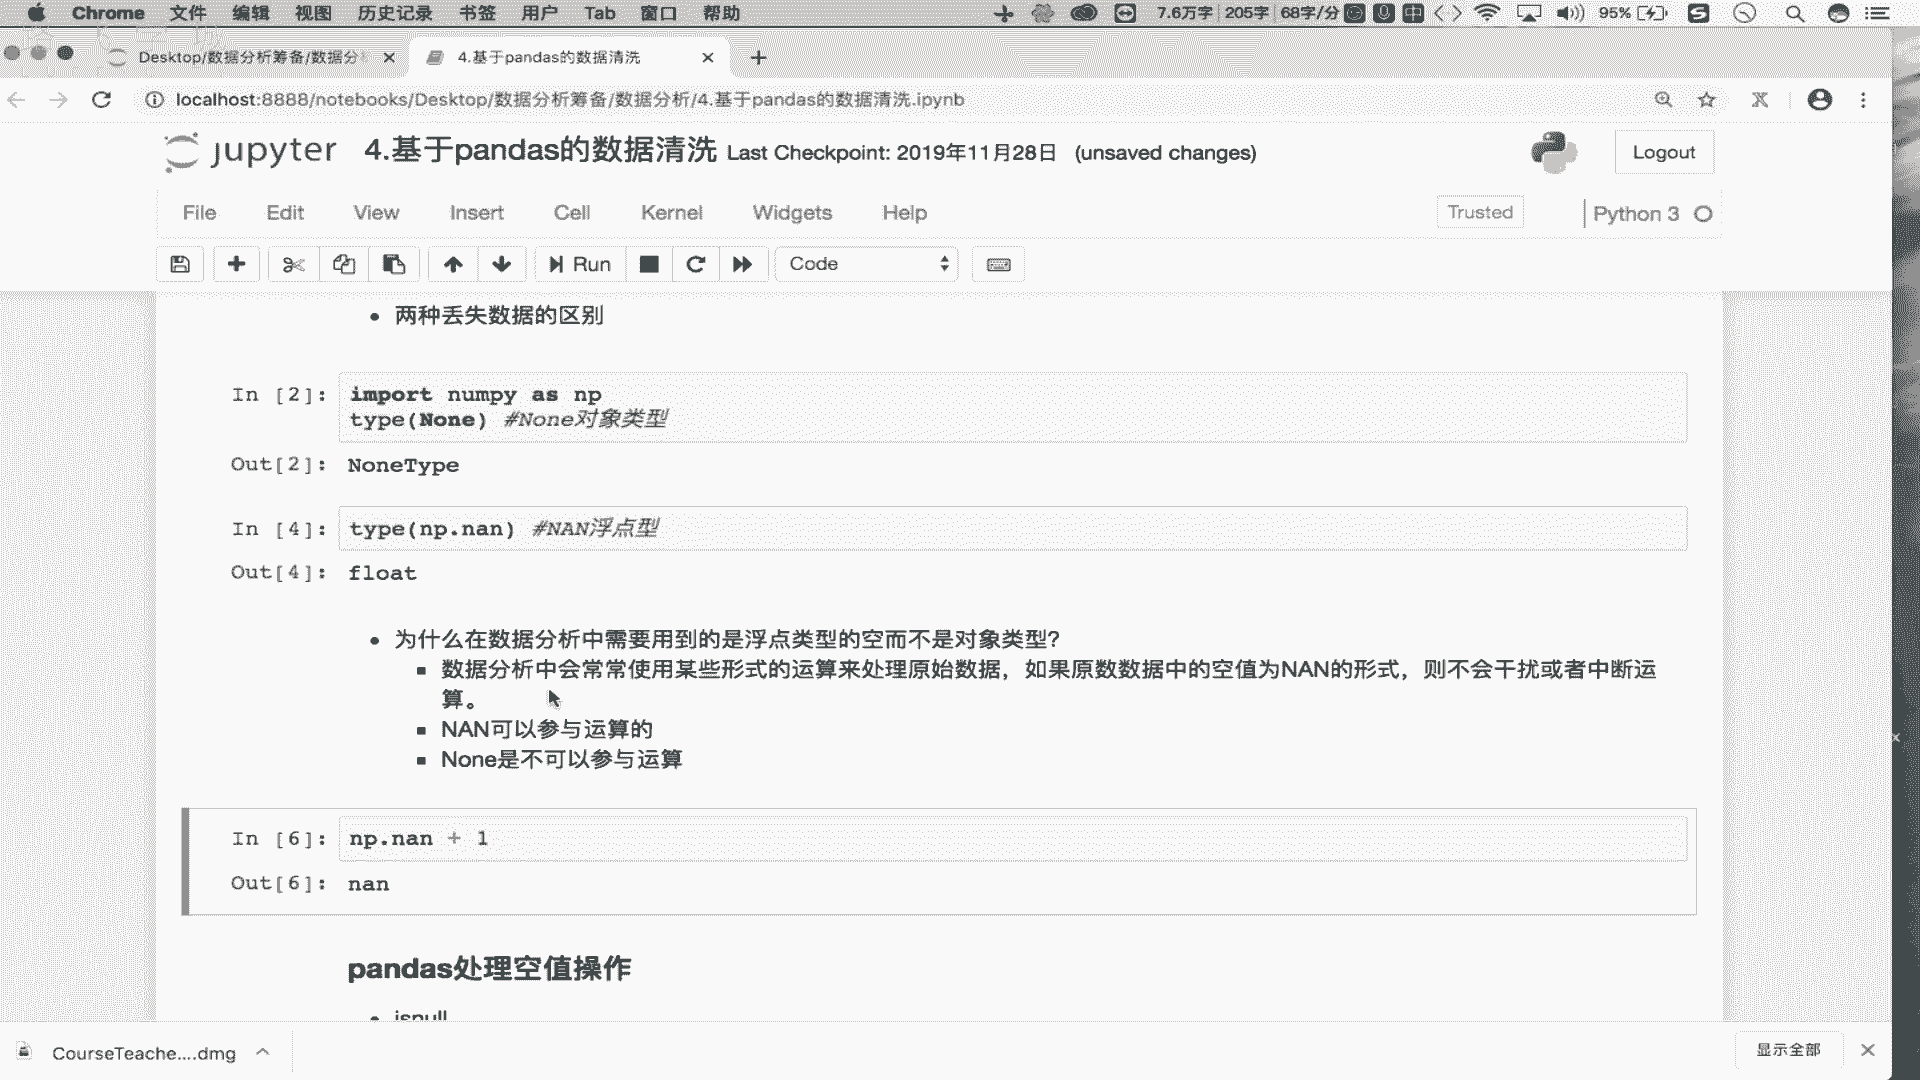 Chrome 文件 编辑 视图 历史记录 书签 用户 Tab 窗口 帮助 7.6万字 205字 68字/分 中 95%
Desktop/数据分析筹备/数据分 4.基于pandas的数据清洗
localhost:8888/notebooks/Desktop/数据分析筹备/数据分析/4.基于pandas的数据清洗.ipynb
jupyter 4.基于pandas的数据清洗 Last Checkpoint: 2019年11月28日 (unsaved changes) Logout
File Edit View Insert Cell Kernel Widgets Help Trusted Python 3
Run Code
两种丢失数据的区别
In [2]: import numpy as np
type(None) #None对象类型
Out[2]: NoneType
In [4]: type(np.nan) #NAN浮点型
Out[4]: float
为什么在数据分析中需要用到的是浮点类型的空而不是对象类型?
数据分析中会常常使用某些形式的运算来处理原始数据，如果原数数据中的空值为NAN的形式，则不会干扰或者中断运
算。
NAN可以参与运算的
None是不可以参与运算
In [6]: np.nan + 1
Out[6]: nan
pandas处理空值操作
isnull
CourseTeache....dmg 显示全部